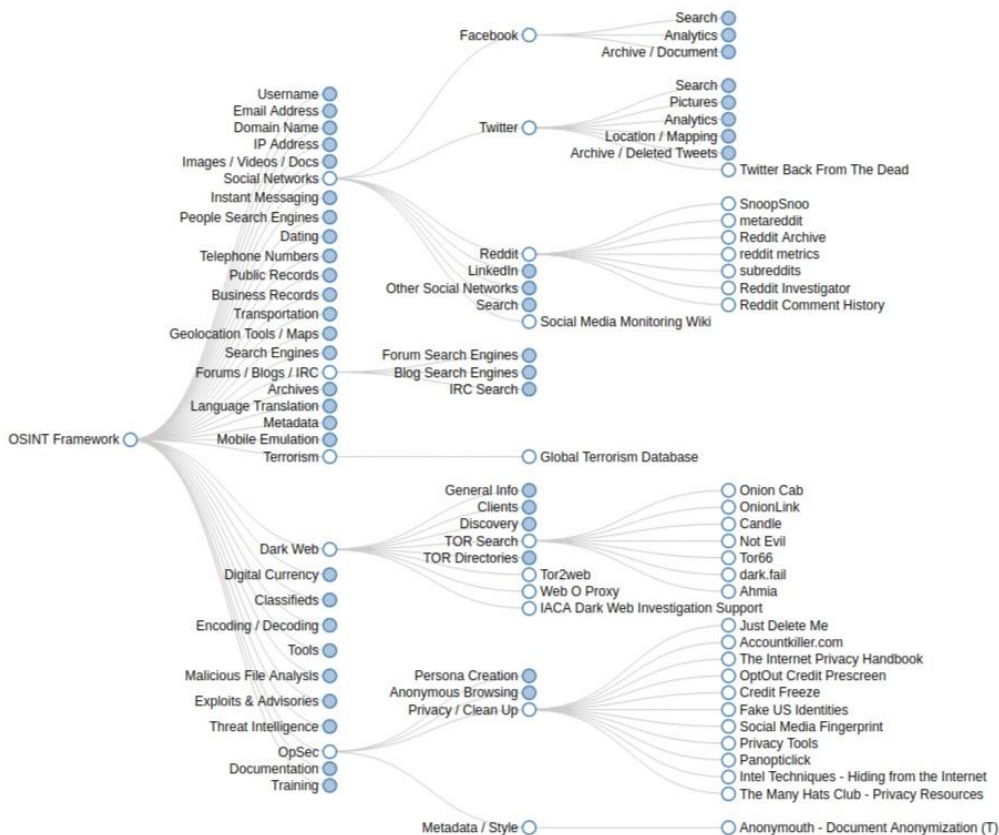 OSINT Framework
Username
Email Address
Domain Name
IP Address
Images / Videos / Docs
Social Networks
Facebook
Search
Analytics
Archive / Document
Twitter
Search
Pictures
Analytics
Location / Mapping
Archive / Deleted Tweets
Twitter Back From The Dead
Reddit
SnoopSnoo
metareddit
Reddit Archive
reddit metrics
subreddits
Reddit Investigator
Reddit Comment History
LinkedIn
Other Social Networks
Search
Social Media Monitoring Wiki
Instant Messaging
People Search Engines
Dating
Telephone Numbers
Public Records
Business Records
Transportation
Geolocation Tools / Maps
Search Engines
Forums / Blogs / IRC
Forum Search Engines
Blog Search Engines
IRC Search
Archives
Language Translation
Metadata
Mobile Emulation
Terrorism
Global Terrorism Database
Dark Web
General Info
Clients
Discovery
TOR Search
Onion Cab
OnionLink
Candle
Not Evil
Tor66
dark.fail
Ahmia
TOR Directories
Tor2web
Web O Proxy
IACA Dark Web Investigation Support
Digital Currency
Classifieds
Encoding / Decoding
Tools
Malicious File Analysis
Exploits & Advisories
Threat Intelligence
OpSec
Persona Creation
Anonymous Browsing
Privacy / Clean Up
Just Delete Me
Accountkiller.com
The Internet Privacy Handbook
OptOut Credit Prescreen
Credit Freeze
Fake US Identities
Social Media Fingerprint
Privacy Tools
Panopticlick
Intel Techniques - Hiding from the Internet
The Many Hats Club - Privacy Resources
Metadata / Style
Anonymouth - Document Anonymization (T)
Documentation
Training